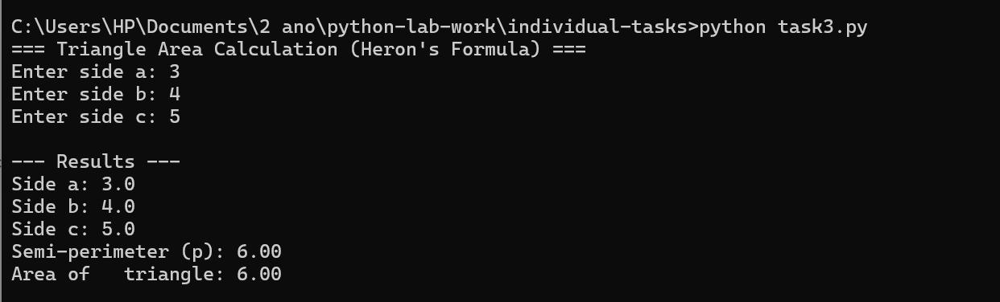 C:\Users\HP\Documents\2 ano\python-lab-work\individual-tasks>python task3.py
=== Triangle Area Calculation (Heron's Formula) ===
Enter side a: 3
Enter side b: 4
Enter side c: 5
--- Results ---
Side a: 3.0
Side b: 4.0
Side c: 5.0
Semi-perimeter (p): 6.00
Area of   triangle: 6.00